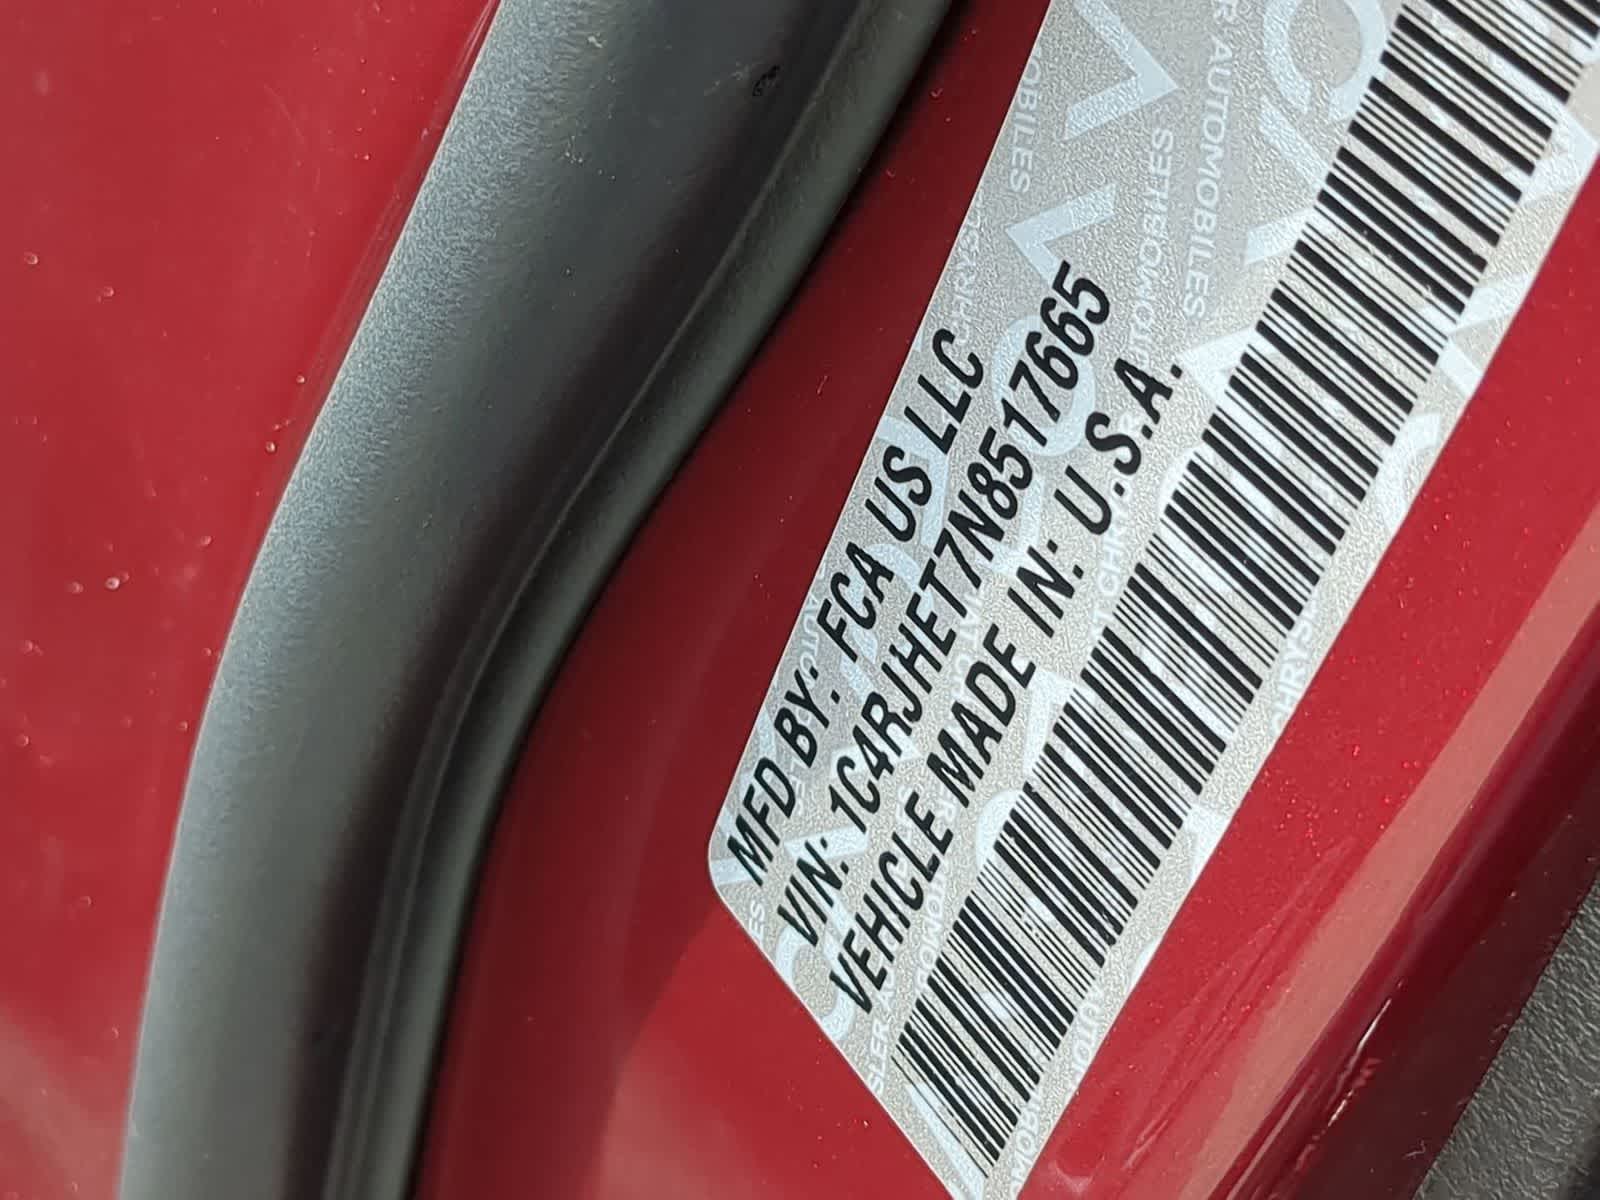 MFD BY: FCA US LLC
VIN: 1C4RJHET7N8517665
VEHICLE MADE IN: U.S.A.